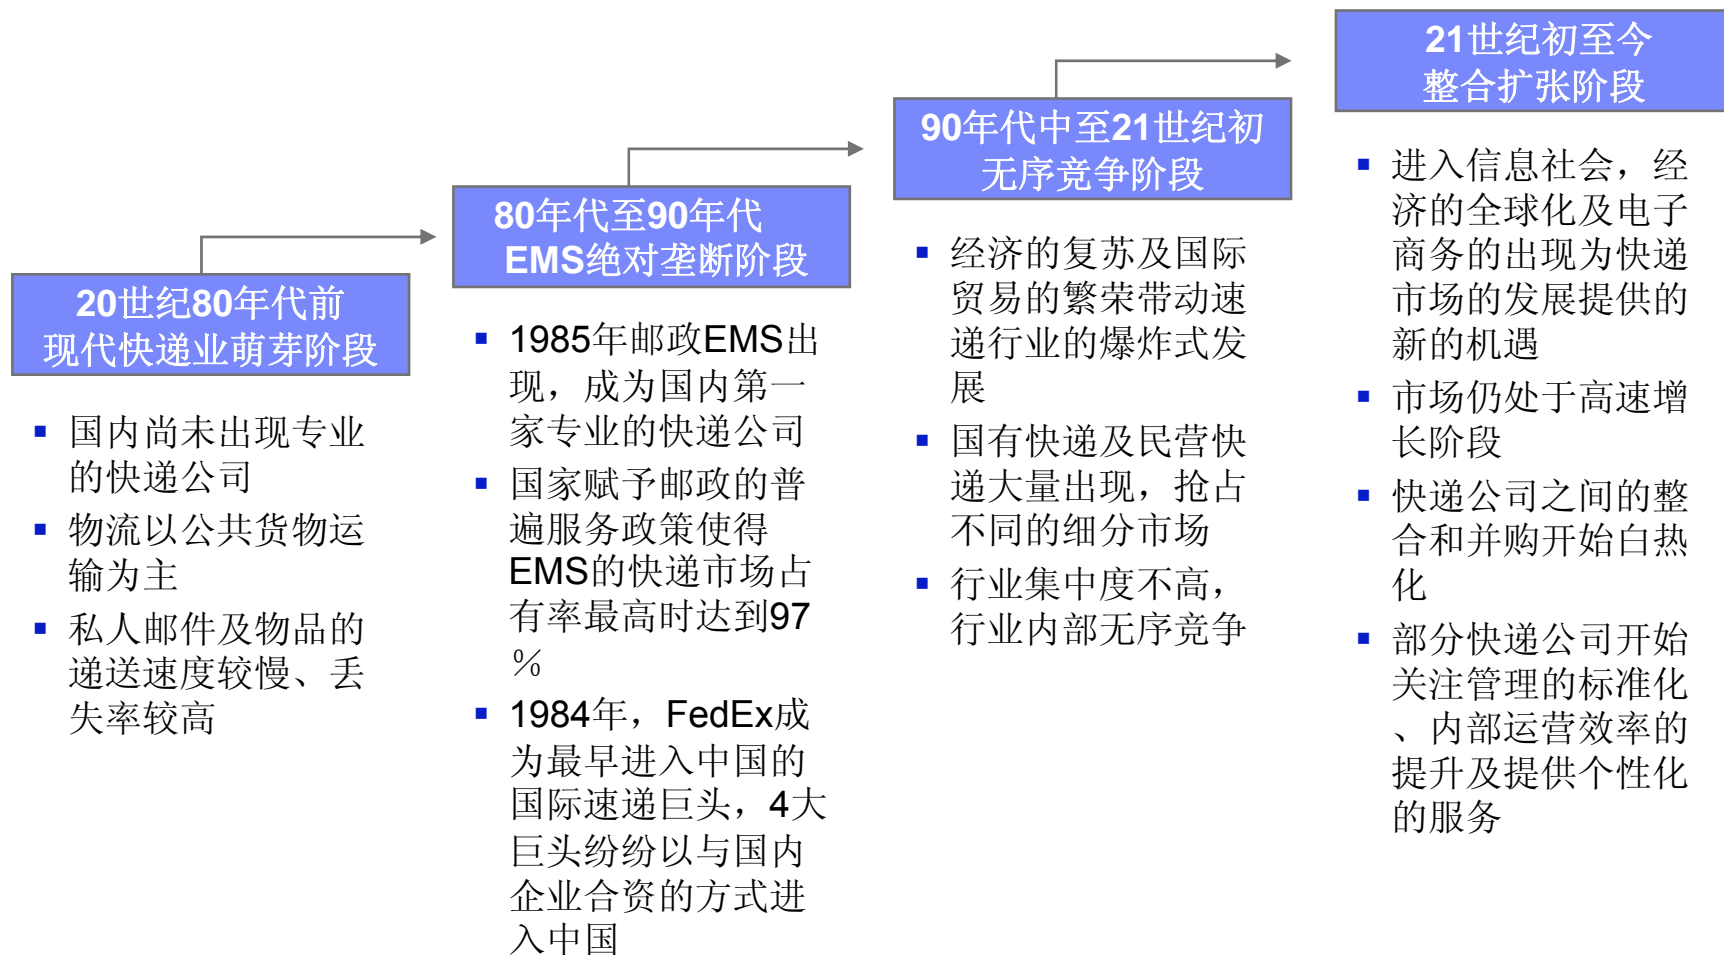 20世纪80年代前
现代快递业萌芽阶段
国内尚未出现专业
的快递公司
物流以公共货物运
输为主
私人邮件及物品的
递送速度较慢、丢
失率较高
80年代至90年代
EMS绝对垄断阶段
1985年邮政EMS出
现，成为国内第一
家专业的快递公司
国家赋予邮政的普
遍服务政策使得
EMS的快递市场占
有率最高时达到97
％
1984年，FedEx成
为最早进入中国的
国际速递巨头，4大
巨头纷纷以与国内
企业合资的方式进
入中国
90年代中至21世纪初
无序竞争阶段
经济的复苏及国际
贸易的繁荣带动速
递行业的爆炸式发
展
国有快递及民营快
递大量出现，抢占
不同的细分市场
行业集中度不高，
行业内部无序竞争
21世纪初至今
整合扩张阶段
进入信息社会，经
济的全球化及电子
商务的出现为快递
市场的发展提供的
新的机遇
市场仍处于高速增
长阶段
快递公司之间的整
合和并购开始白热
化
部分快递公司开始
关注管理的标准化
、内部运营效率的
提升及提供个性化
的服务